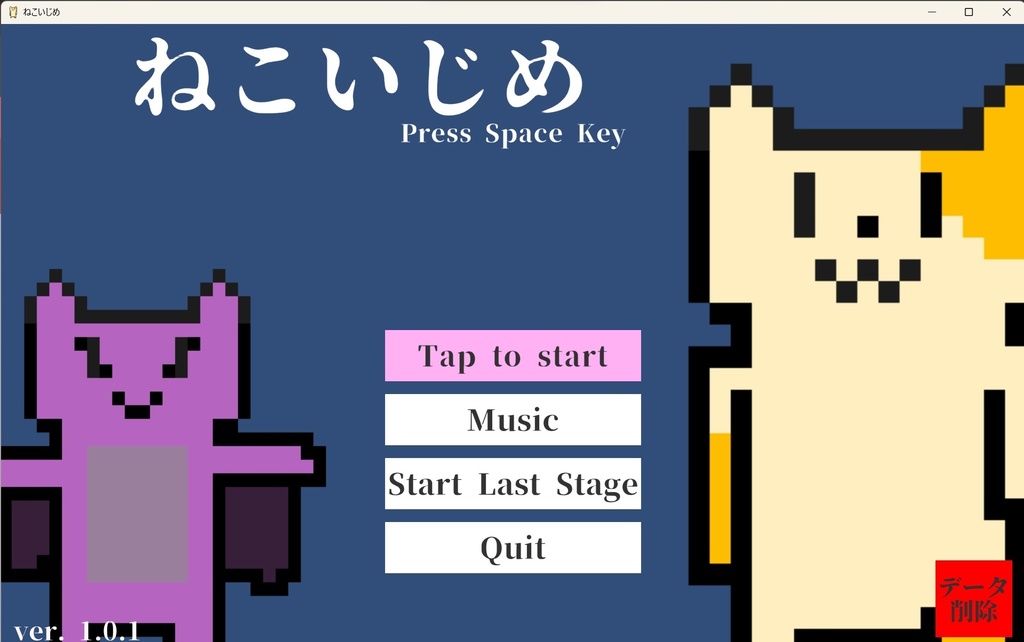 ねこいじめ
ねこいじめ
Press Space Key
Tap to start
Music
Start Last Stage
Quit
データ
削除
ver. 1.0.1